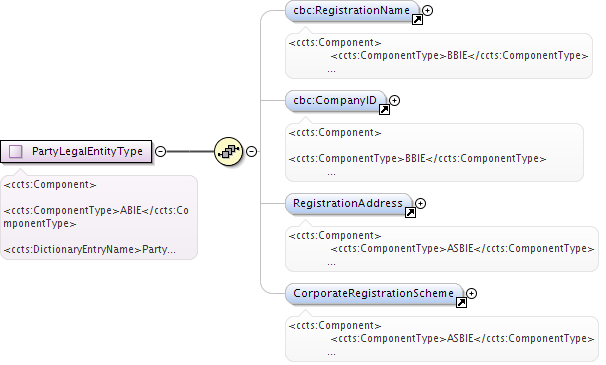 cbc:RegistrationName
<ccts:Component>
<ccts:ComponentType>BBIE</ccts:ComponentType>
...
cbc:CompanyID
<ccts:Component>
<ccts:ComponentType>BBIE</ccts:ComponentType>
...
PartyLegalEntityType
<ccts:Component>
<ccts:ComponentType>ABIE</ccts:Co
mponentType>
<ccts:DictionaryEntryName>Party...
RegistrationAddress
<ccts:Component>
<ccts:ComponentType>ASBIE</ccts:ComponentType>
...
CorporateRegistrationScheme
<ccts:Component>
<ccts:ComponentType>ASBIE</ccts:ComponentType>
...